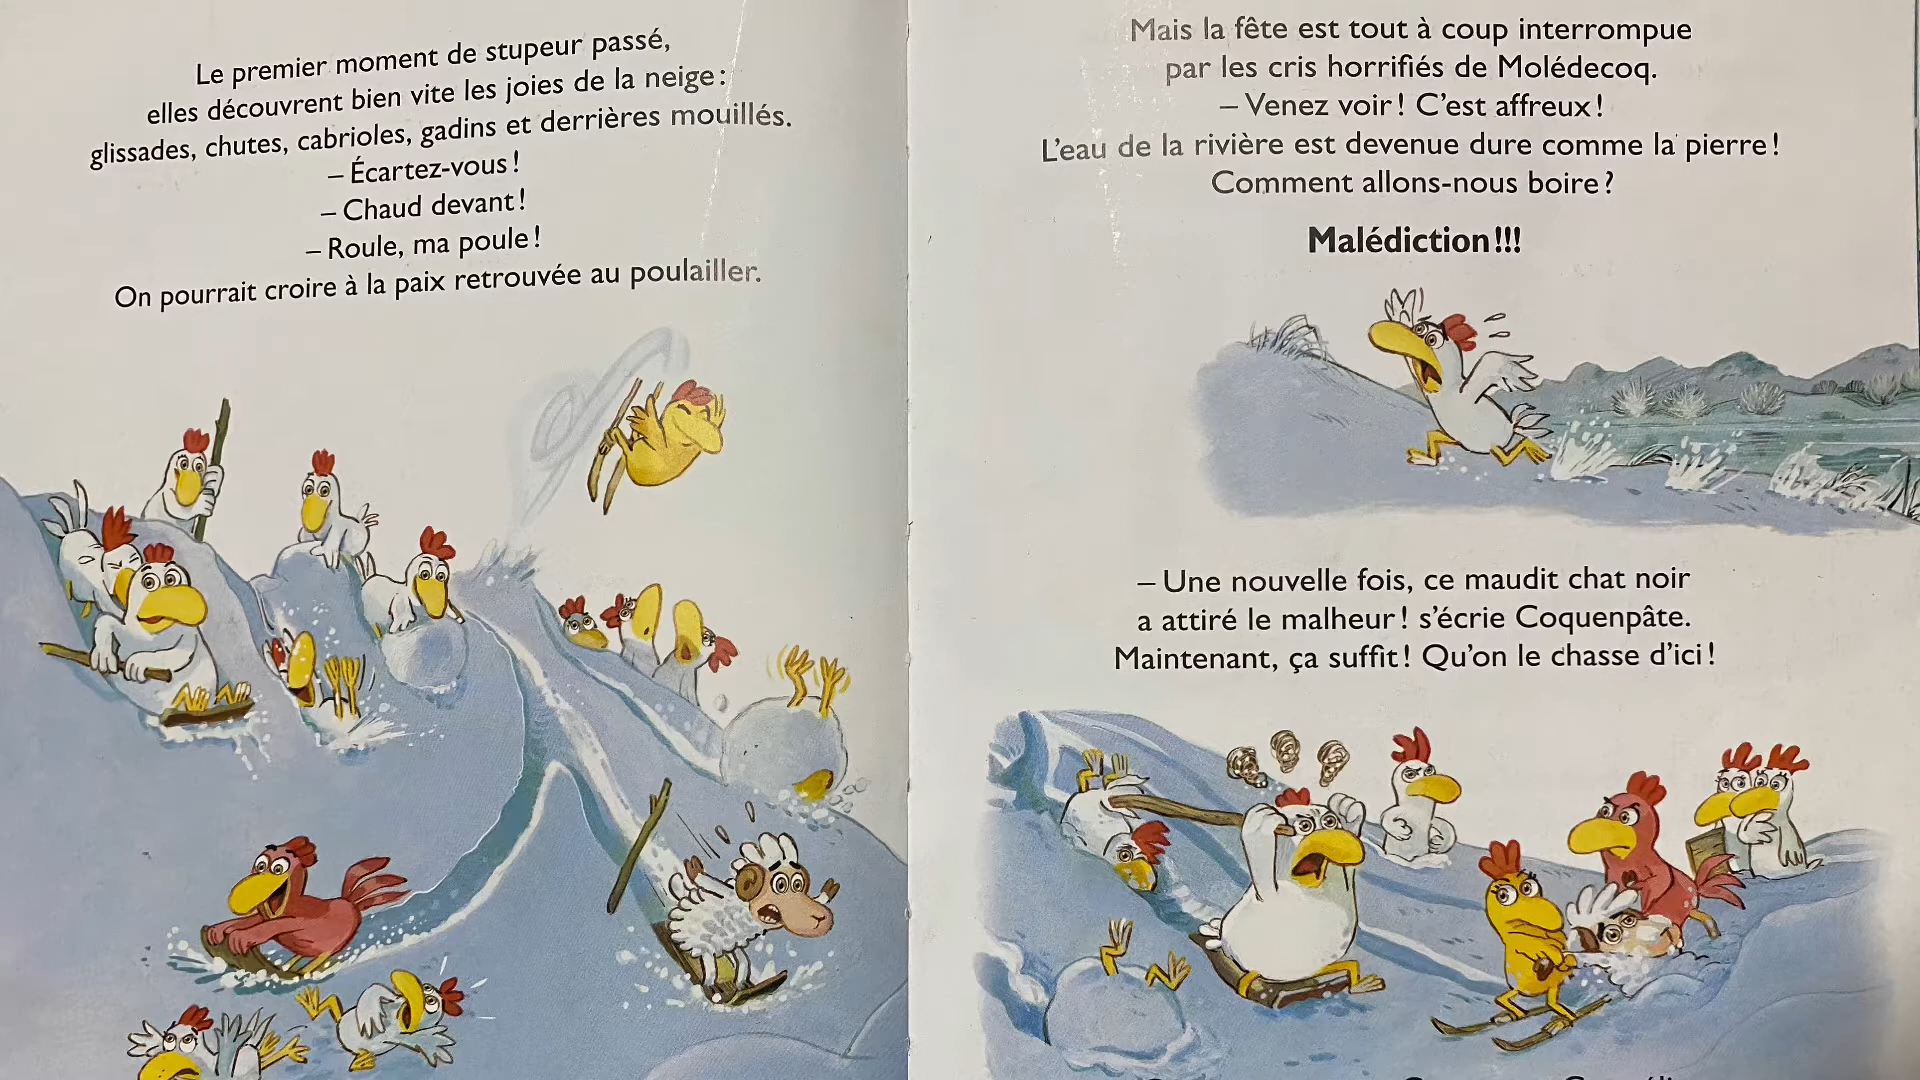 Le premier moment de stupeur passé,
elles découvrent bien vite les joies de la neige :
glissades, chutes, cabrioles, gadins et derrières mouillés.
– Écartez-vous !
– Chaud devant !
– Roule, ma poule !
On pourrait croire à la paix retrouvée au poulailler.
Mais la fête est tout à coup interrompue
par les cris horrifiés de Molédecoq.
– Venez voir ! C'est affreux !
L'eau de la rivière est devenue dure comme la pierre !
Comment allons-nous boire ?
Malédiction !!!
– Une nouvelle fois, ce maudit chat noir
a attiré le malheur ! s'écrie Coquenpâte.
Maintenant, ça suffit ! Qu'on le chasse d'ici !